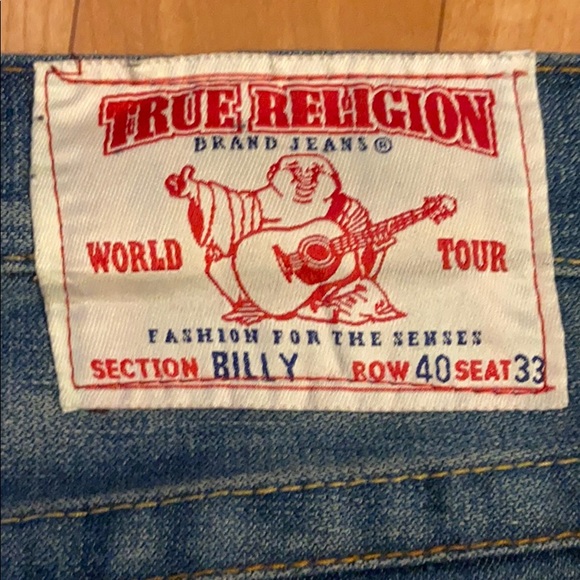 TRUE RELIGION
BRAND JEANS®
WORLD TOUR
FASHION FOR THE SENSES
SECTION BILLY ROW 40 SEAT 33